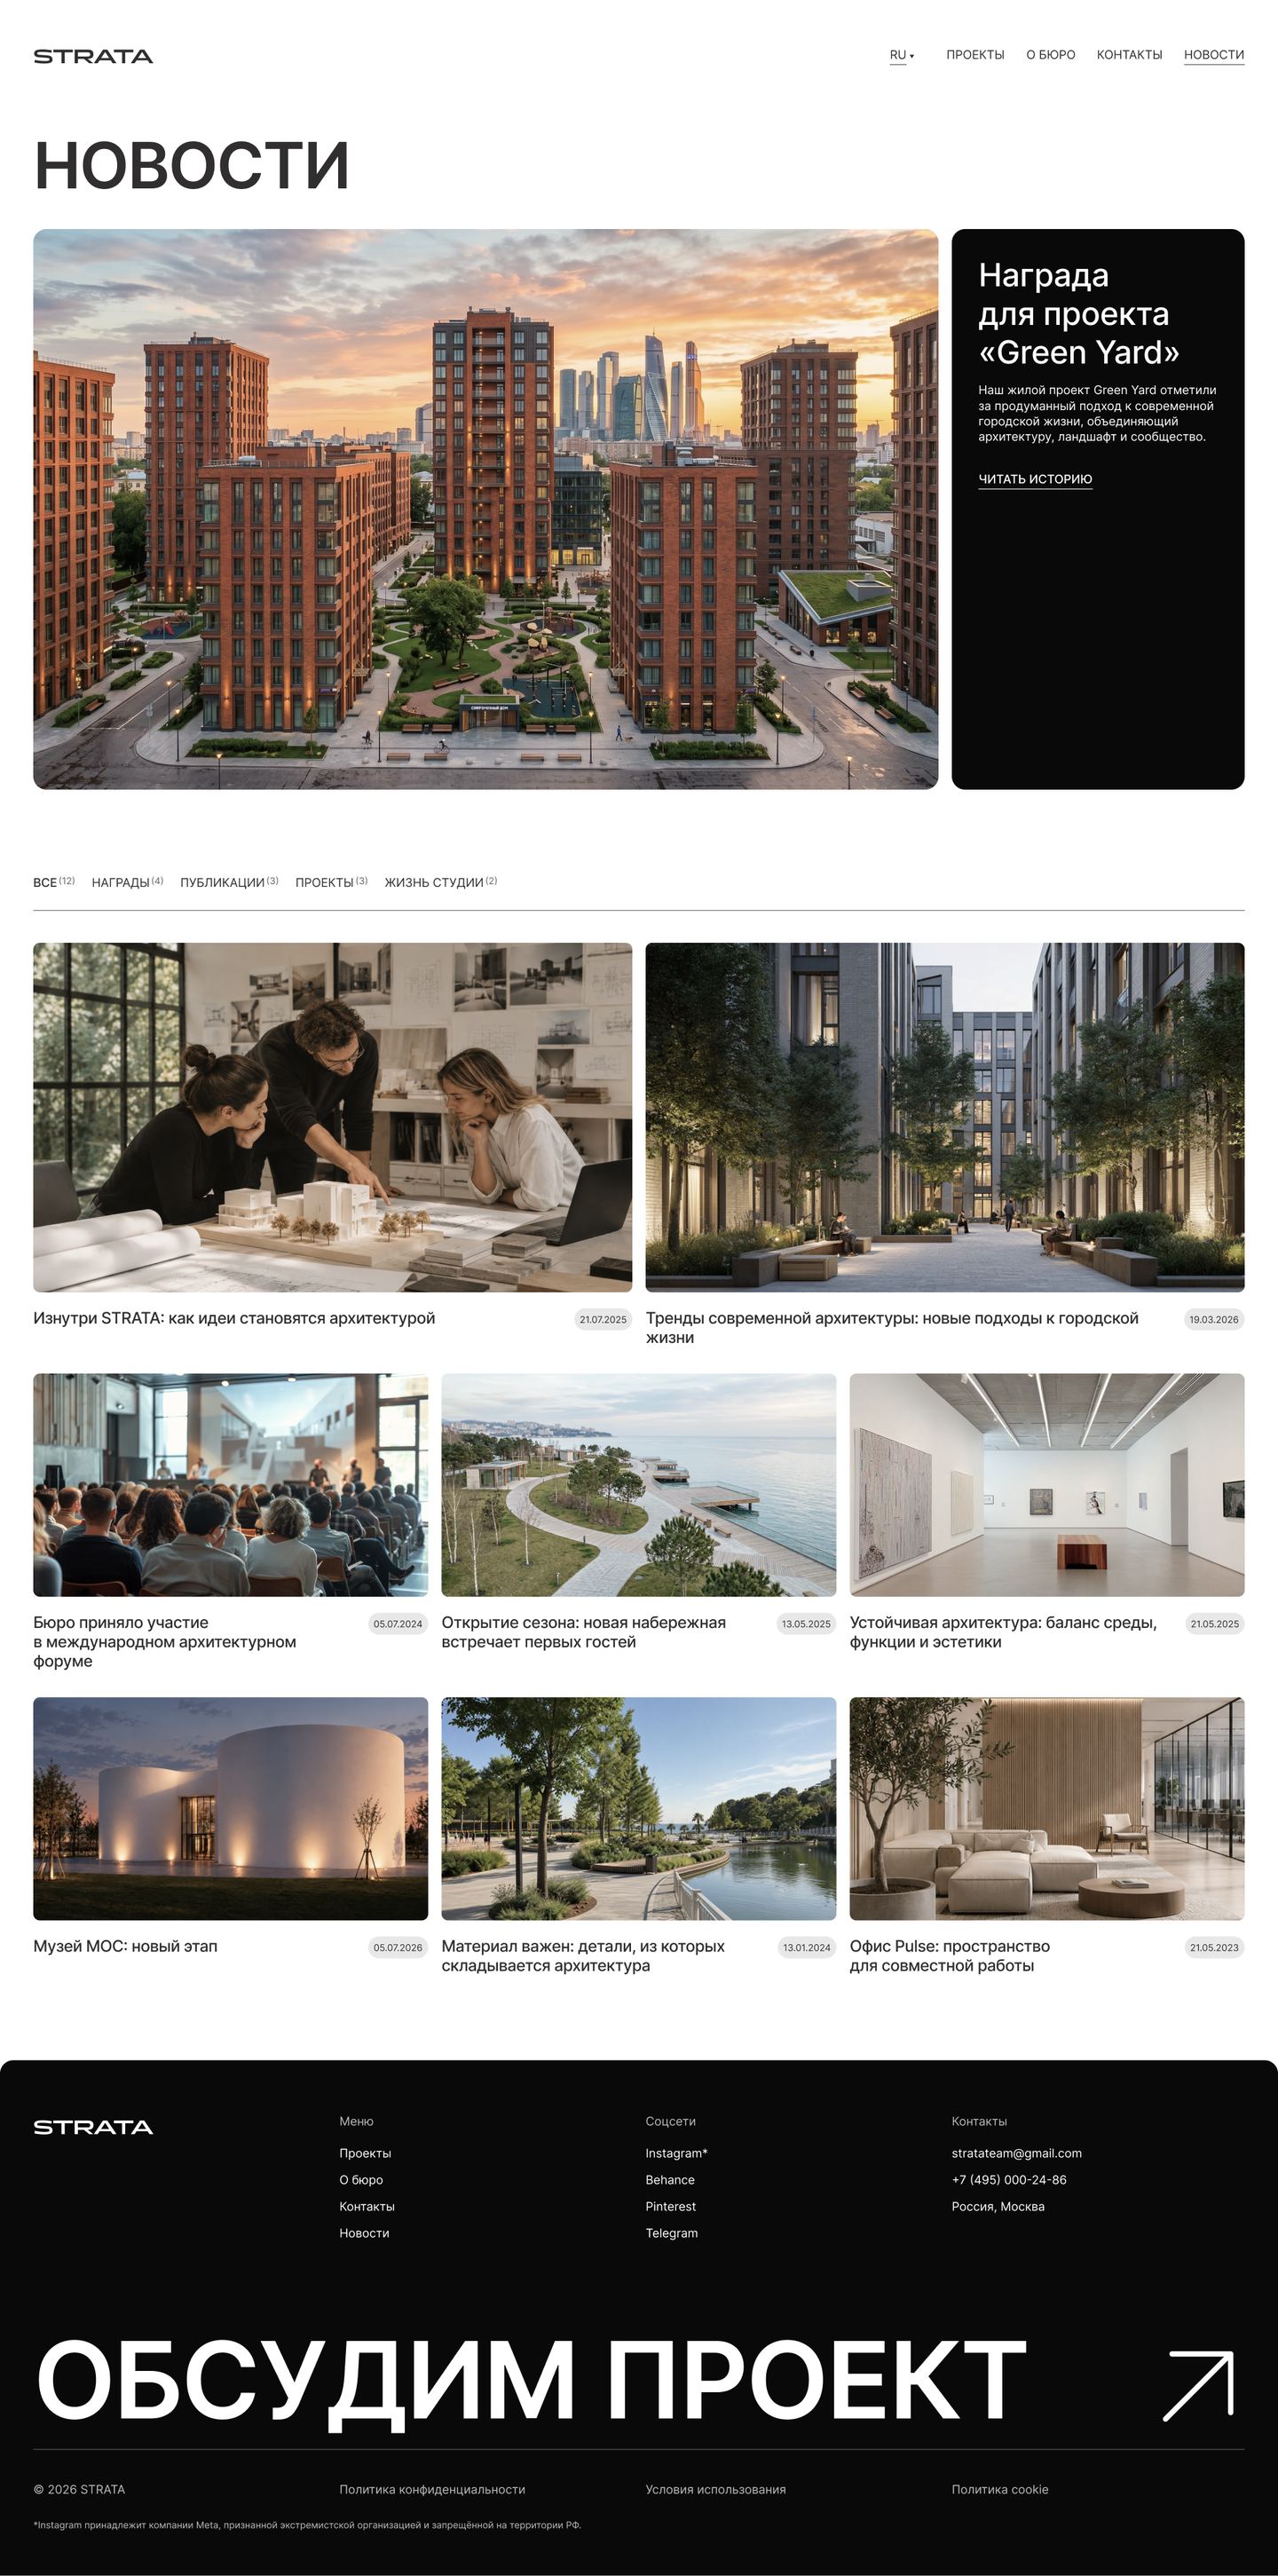 STRATA
RU ПРОЕКТЫ О БЮРО КОНТАКТЫ НОВОСТИ
НОВОСТИ
Награда
для проекта
«Green Yard»
Наш жилой проект Green Yard отметили
за продуманный подход к современной
городской жизни, объединяющий
архитектуру, ландшафт и сообщество.
ЧИТАТЬ ИСТОРИЮ
СОВРЕМЕННЫЙ ДОМ
ВСЕ (12) НАГРАДЫ (4) ПУБЛИКАЦИИ (3) ПРОЕКТЫ (3) ЖИЗНЬ СТУДИИ (2)
Изнутри STRATA: как идеи становятся архитектурой
21.07.2025
Тренды современной архитектуры: новые подходы к городской
жизни
19.03.2026
Бюро приняло участие
в международном архитектурном
форуме
05.07.2024
Открытие сезона: новая набережная
встречает первых гостей
13.05.2025
Устойчивая архитектура: баланс среды,
функции и эстетики
21.05.2025
Музей МОС: новый этап
05.07.2026
Материал важен: детали, из которых
складывается архитектура
13.01.2024
Офис Pulse: пространство
для совместной работы
21.05.2023
STRATA
Меню
Проекты
О бюро
Контакты
Новости
Соцсети
Instagram*
Behance
Pinterest
Telegram
Контакты
stratateam@gmail.com
+7 (495) 000-24-86
Россия, Москва
ОБСУДИМ ПРОЕКТ
© 2026 STRATA
Политика конфиденциальности
Условия использования
Политика cookie
*Instagram принадлежит компании Meta, признанной экстремистской организацией и запрещённой на территории РФ.